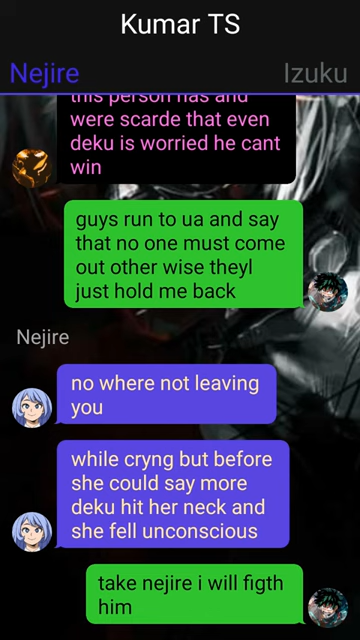 Kumar TS
Nejire
Izuku
this person has and
were scarde that even
deku is worried he cant
win
guys run to ua and say
that no one must come
out other wise theyl
just hold me back
Nejire
no where not leaving
you
while cryng but before
she could say more
deku hit her neck and
she fell unconscious
take nejire i will figth
him